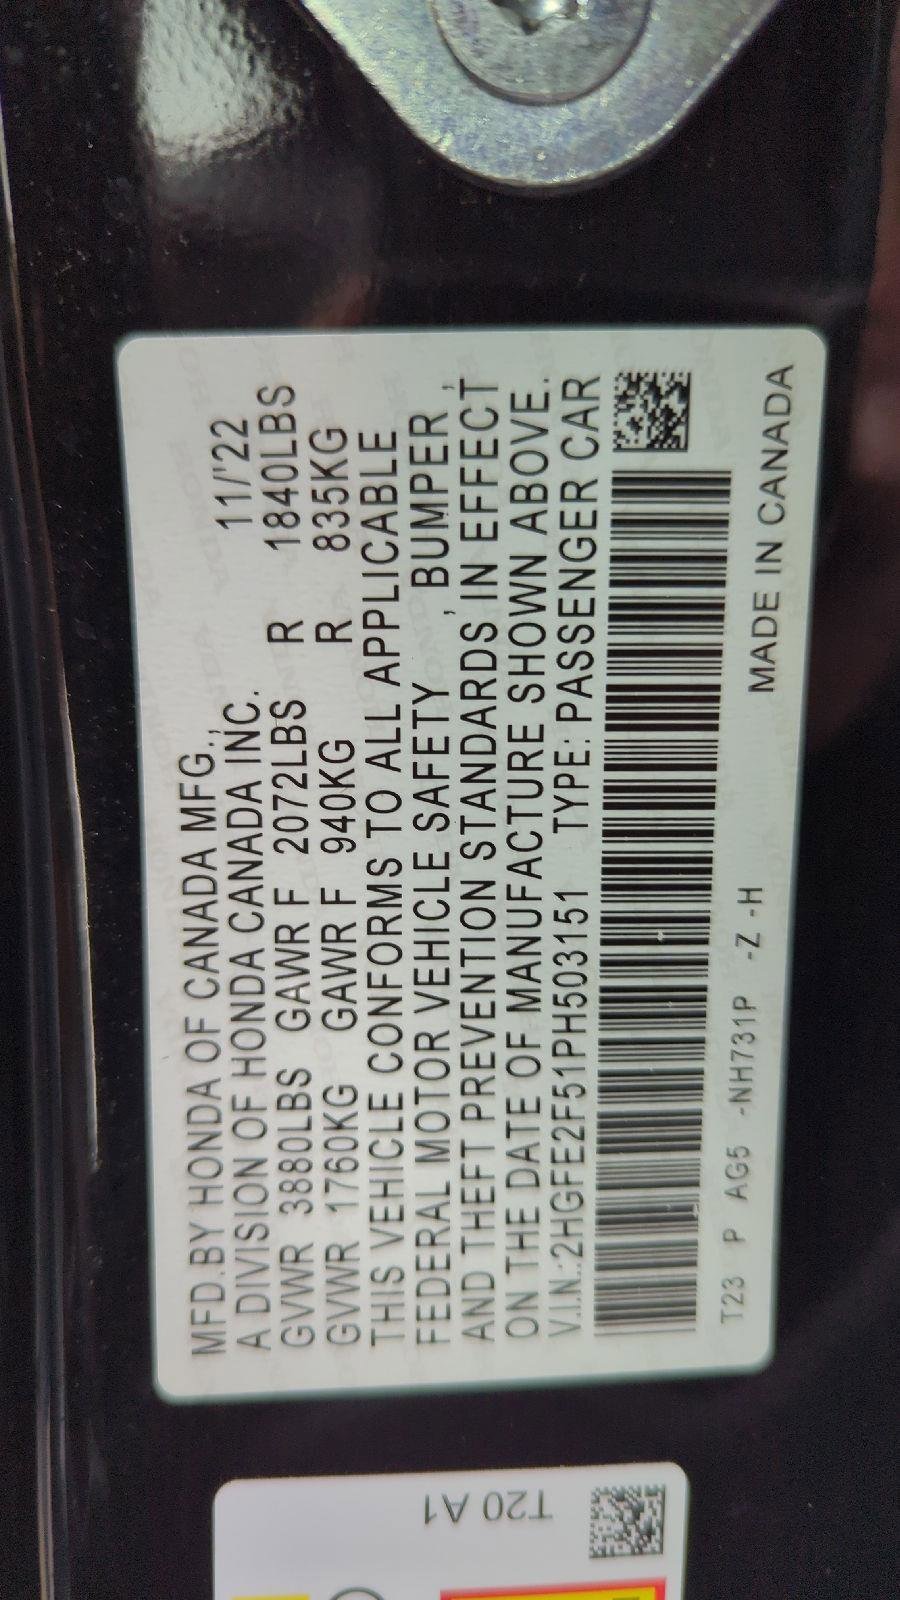 MFD. BY HONDA OF CANADA MFG.,
A DIVISION OF HONDA CANADA INC. 11/'22
GVWR 3880LBS GAWR F 2072LBS R 1840LBS
GVWR 1760KG GAWR F 940KG R 835KG
THIS VEHICLE CONFORMS TO ALL APPLICABLE
FEDERAL MOTOR VEHICLE SAFETY, BUMPER,
AND THEFT PREVENTION STANDARDS IN EFFECT
ON THE DATE OF MANUFACTURE SHOWN ABOVE.
V.I.N.:2HGFE2F51PH503151 TYPE: PASSENGER CAR
T23 P AG5 -NH731P -Z -H MADE IN CANADA
T20 A1